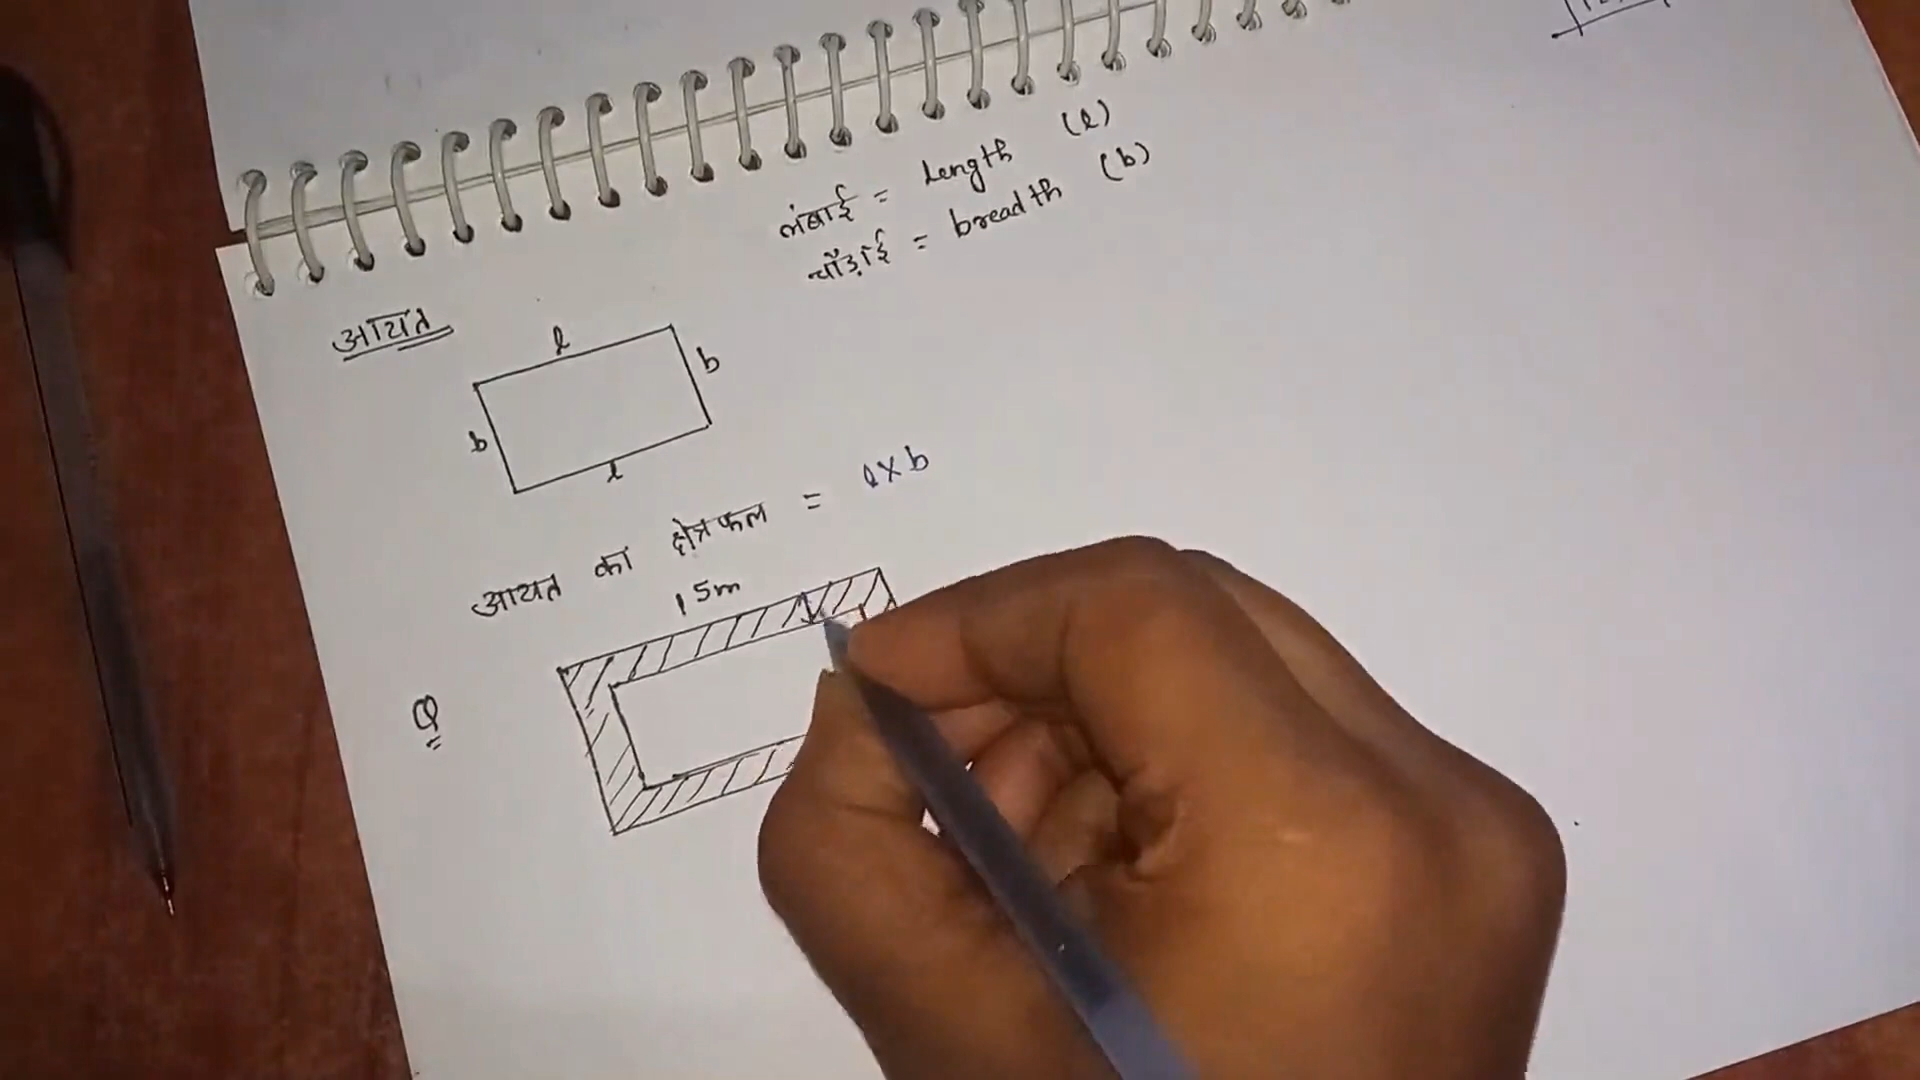 लंबाई = Length (l)
चौड़ाई = breadth (b)
आयत
l
b
b
l
आयत का क्षेत्रफल = l×b
15m
Q